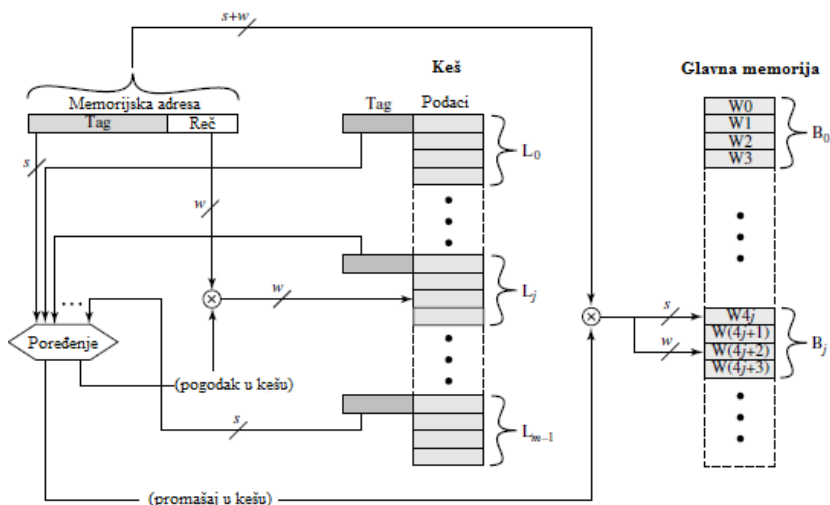 s+w
Keš
Glavna memorija
Memorijska adresa
Tag
Podaci
Tag
Reč
W0
W1
W2
W3
B0
L0
s
w
w
Lj
s
w
W4j
W(4j+1)
W(4j+2)
W(4j+3)
Bj
...
Poređenje
(pogodak u kešu)
s
Lm–1
(promašaj u kešu)